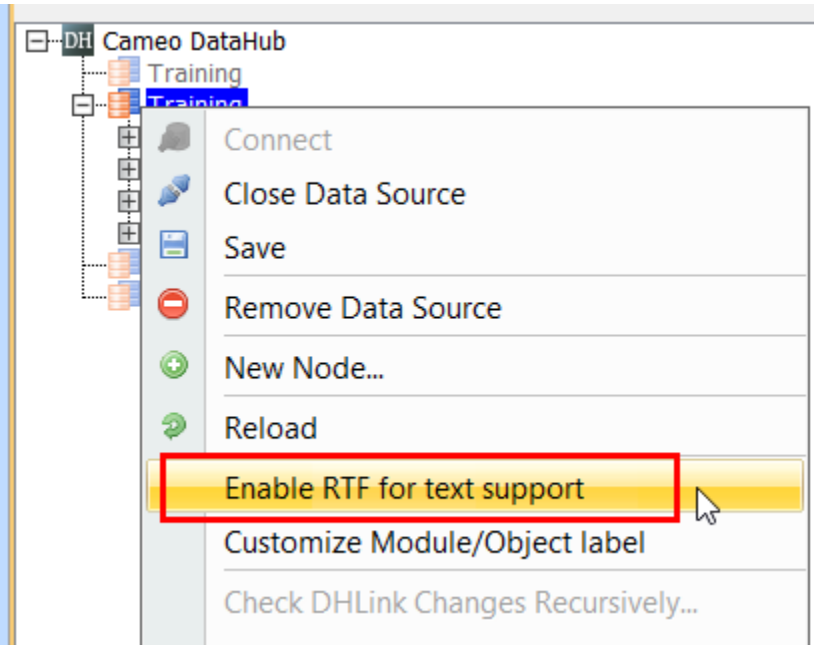 DH Cameo DataHub
Training
Training
Connect
Close Data Source
Save
Remove Data Source
New Node...
Reload
Enable RTF for text support
Customize Module/Object label
Check DHLink Changes Recursively...